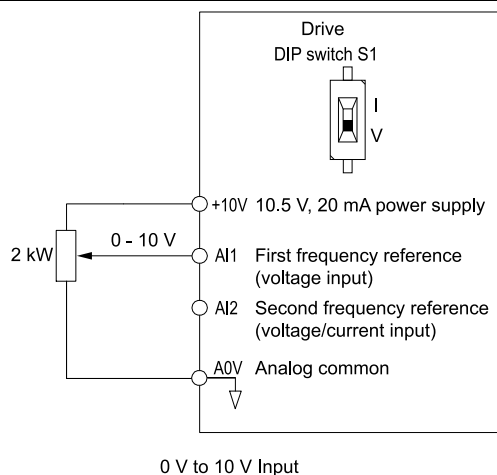 Drive
DIP switch S1
I
V
+10V 10.5 V, 20 mA power supply
2 kW
0 - 10 V
AI1 First frequency reference
(voltage input)
AI2 Second frequency reference
(voltage/current input)
A0V Analog common
0 V to 10 V Input